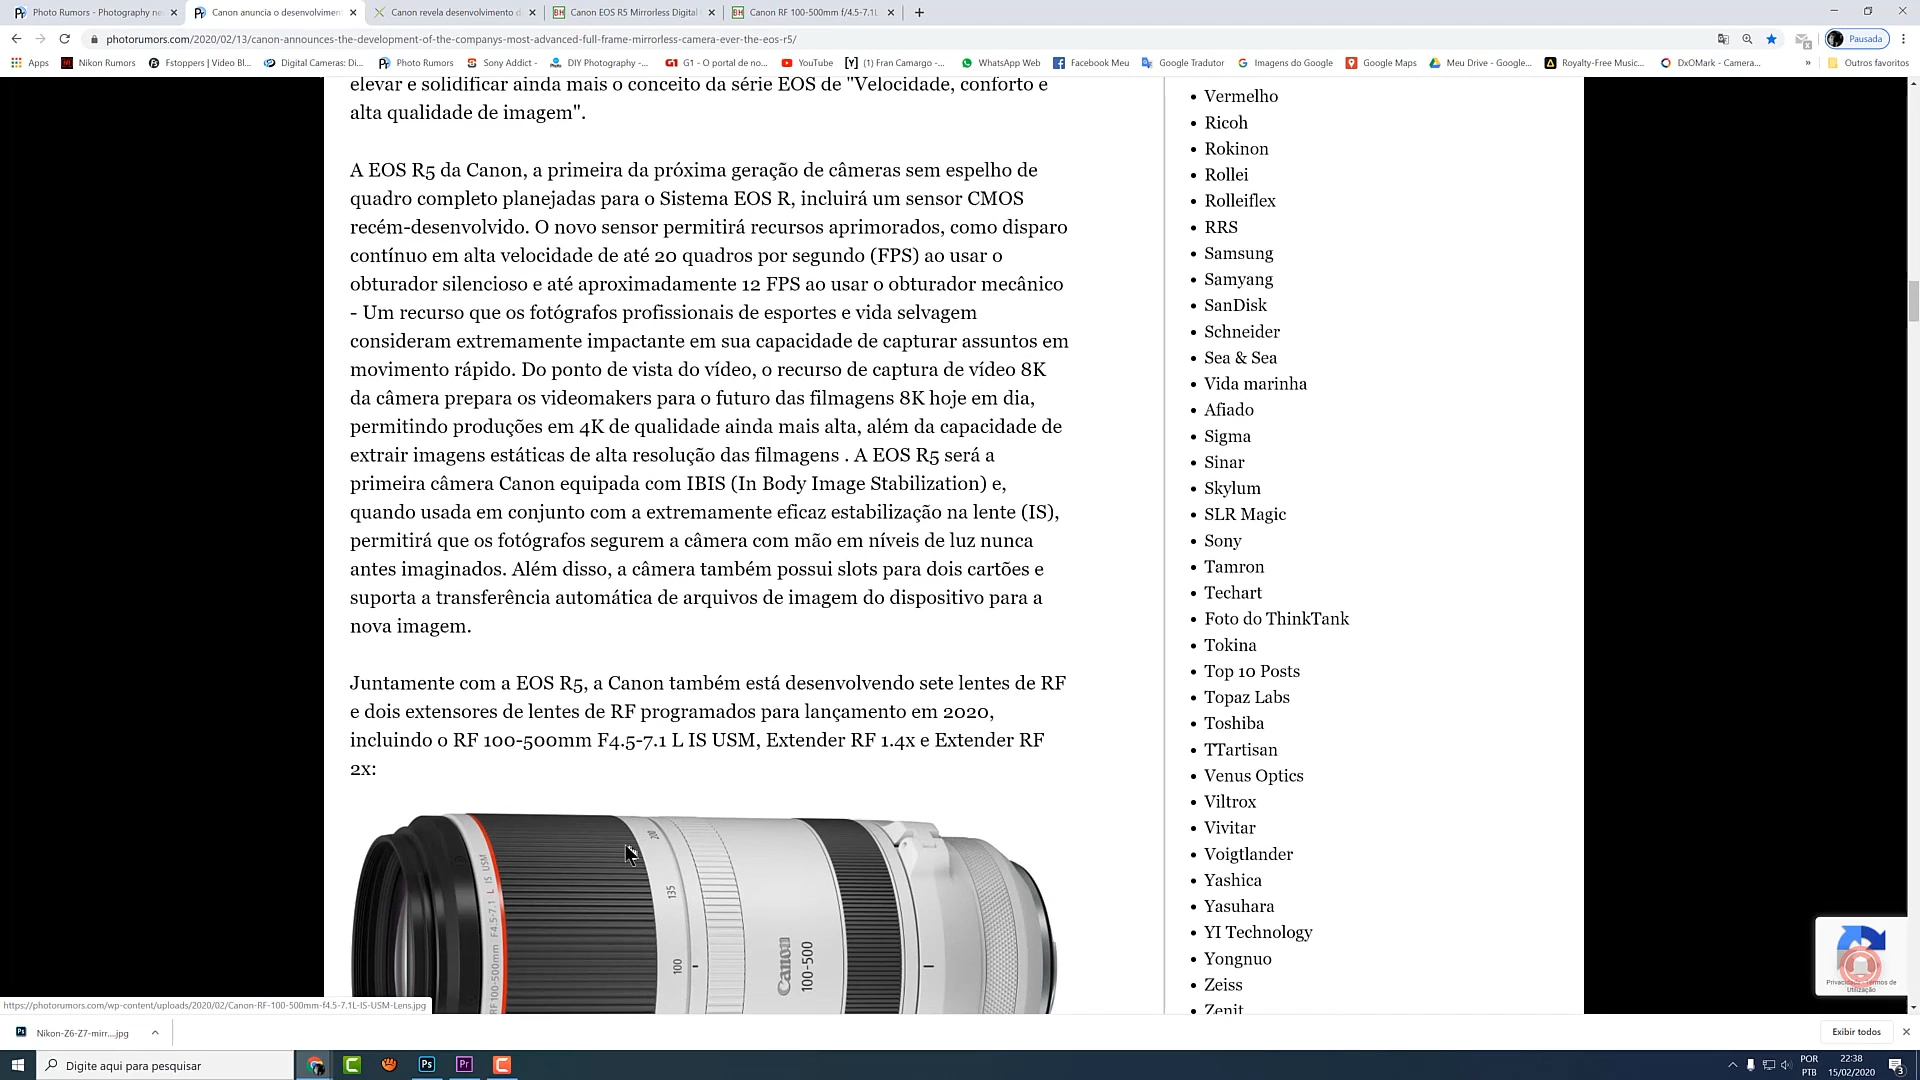 Photo Rumors - Photography ne
Canon anuncia o desenvolvimen
Canon revela desenvolvimento d
Canon EOS R5 Mirrorless Digital
Canon RF 100-500mm f/4.5-7.1L
photorumors.com/2020/02/13/canon-announces-the-development-of-the-companys-most-advanced-full-frame-mirrorless-camera-ever-the-eos-r5/
Pausada
Apps
Nikon Rumors
Fstoppers | Video Bl...
Digital Cameras: Di...
Photo Rumors
Sony Addict -
DIY Photography -...
G1 - O portal de no...
YouTube
(1) Fran Camargo -...
WhatsApp Web
Facebook Meu
Google Tradutor
Imagens do Google
Google Maps
Meu Drive - Google...
Royalty-Free Music...
DxOMark - Camera...
Outros favoritos
elevar e solidificar ainda mais o conceito da série EOS de "Velocidade, conforto e
alta qualidade de imagem".
A EOS R5 da Canon, a primeira da próxima geração de câmeras sem espelho de
quadro completo planejadas para o Sistema EOS R, incluirá um sensor CMOS
recém-desenvolvido. O novo sensor permitirá recursos aprimorados, como disparo
contínuo em alta velocidade de até 20 quadros por segundo (FPS) ao usar o
obturador silencioso e até aproximadamente 12 FPS ao usar o obturador mecânico
- Um recurso que os fotógrafos profissionais de esportes e vida selvagem
consideram extremamente impactante em sua capacidade de capturar assuntos em
movimento rápido. Do ponto de vista do vídeo, o recurso de captura de vídeo 8K
da câmera prepara os videomakers para o futuro das filmagens 8K hoje em dia,
permitindo produções em 4K de qualidade ainda mais alta, além da capacidade de
extrair imagens estáticas de alta resolução das filmagens . A EOS R5 será a
primeira câmera Canon equipada com IBIS (In Body Image Stabilization) e,
quando usada em conjunto com a extremamente eficaz estabilização na lente (IS),
permitirá que os fotógrafos segurem a câmera com mão em níveis de luz nunca
antes imaginados. Além disso, a câmera também possui slots para dois cartões e
suporta a transferência automática de arquivos de imagem do dispositivo para a
nova imagem.
Juntamente com a EOS R5, a Canon também está desenvolvendo sete lentes de RF
e dois extensores de lentes de RF programados para lançamento em 2020,
incluindo o RF 100-500mm F4.5-7.1 L IS USM, Extender RF 1.4x e Extender RF
2x:
RF100-500mm F4.5-7.1 L IS USM
200
135
100
Canon
100-500
Vermelho
Ricoh
Rokinon
Rollei
Rolleiflex
RRS
Samsung
Samyang
SanDisk
Schneider
Sea & Sea
Vida marinha
Afiado
Sigma
Sinar
Skylum
SLR Magic
Sony
Tamron
Techart
Foto do ThinkTank
Tokina
Top 10 Posts
Topaz Labs
Toshiba
TTartisan
Venus Optics
Viltrox
Vivitar
Voigtlander
Yashica
Yasuhara
YI Technology
Yongnuo
Zeiss
Zenit
https://photorumors.com/wp-content/uploads/2020/02/Canon-RF-100-500mm-f4.5-7.1L-IS-USM-Lens.jpg
Nikon-Z6-Z7-mirr....jpg
Exibir todos
Digite aqui para pesquisar
Ps
Pr
POR
PTB
22:38
15/02/2020
3